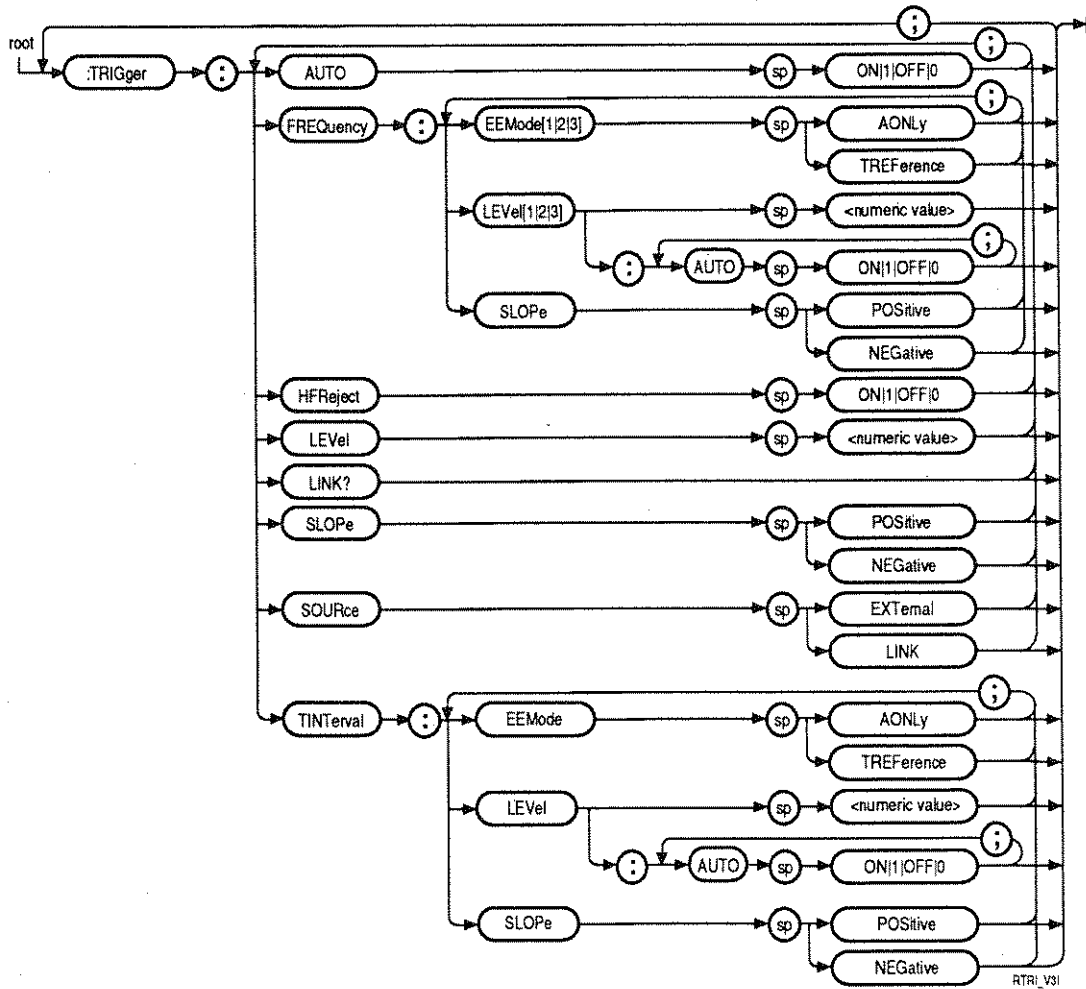 ;
root
;
:TRIGger : AUTO sp ON|1|OFF|0
;
FREQuency : EEMode[1|2|3] sp AONLy
TREFerence
LEVel[1|2|3] sp <numeric value>
;
: AUTO sp ON|1|OFF|0
SLOPe sp POSitive
NEGative
HFReject sp ON|1|OFF|0
LEVel sp <numeric value>
LINK?
SLOPe sp POSitive
NEGative
SOURce sp EXTernal
LINK
;
TINTerval : EEMode sp AONLy
TREFerence
LEVel sp <numeric value>
;
: AUTO sp ON|1|OFF|0
SLOPe sp POSitive
NEGative
RTRI_V3I